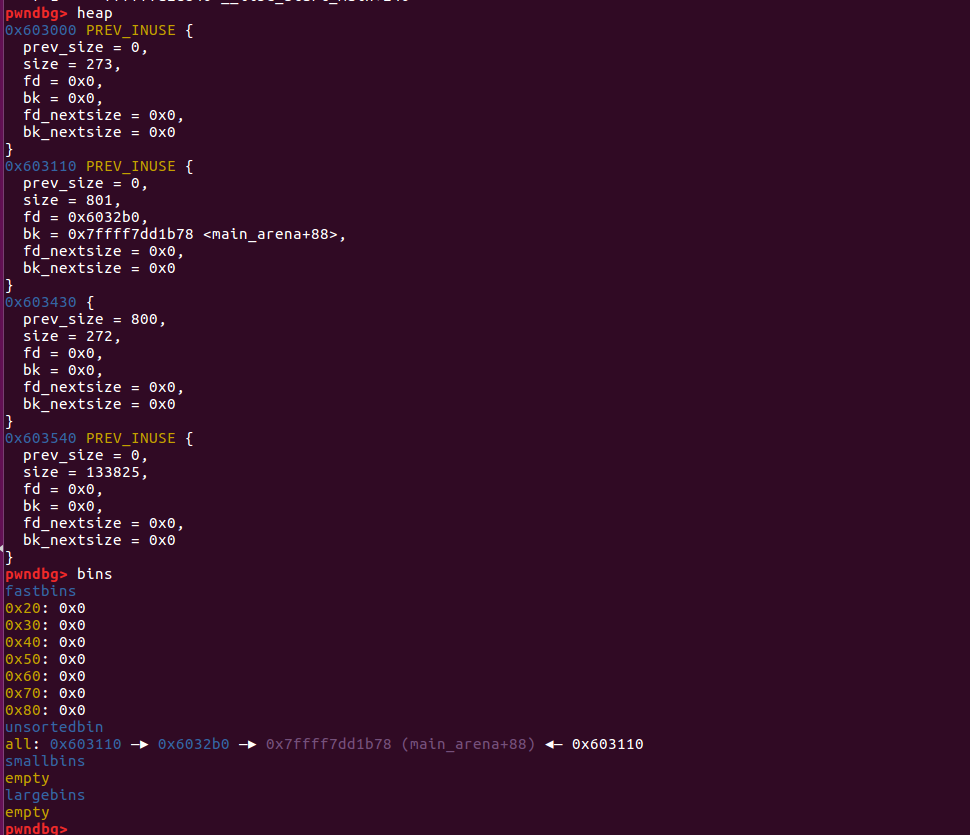 pwndbg> heap
0x603000 PREV_INUSE {
  prev_size = 0,
  size = 273,
  fd = 0x0,
  bk = 0x0,
  fd_nextsize = 0x0,
  bk_nextsize = 0x0
}
0x603110 PREV_INUSE {
  prev_size = 0,
  size = 801,
  fd = 0x6032b0,
  bk = 0x7ffff7dd1b78 <main_arena+88>,
  fd_nextsize = 0x0,
  bk_nextsize = 0x0
}
0x603430 {
  prev_size = 800,
  size = 272,
  fd = 0x0,
  bk = 0x0,
  fd_nextsize = 0x0,
  bk_nextsize = 0x0
}
0x603540 PREV_INUSE {
  prev_size = 0,
  size = 133825,
  fd = 0x0,
  bk = 0x0,
  fd_nextsize = 0x0,
  bk_nextsize = 0x0
}
pwndbg> bins
fastbins
0x20: 0x0
0x30: 0x0
0x40: 0x0
0x50: 0x0
0x60: 0x0
0x70: 0x0
0x80: 0x0
unsortedbin
all: 0x603110 —▸ 0x6032b0 —▸ 0x7ffff7dd1b78 (main_arena+88) ◂— 0x603110
smallbins
empty
largebins
empty
pwndbg>